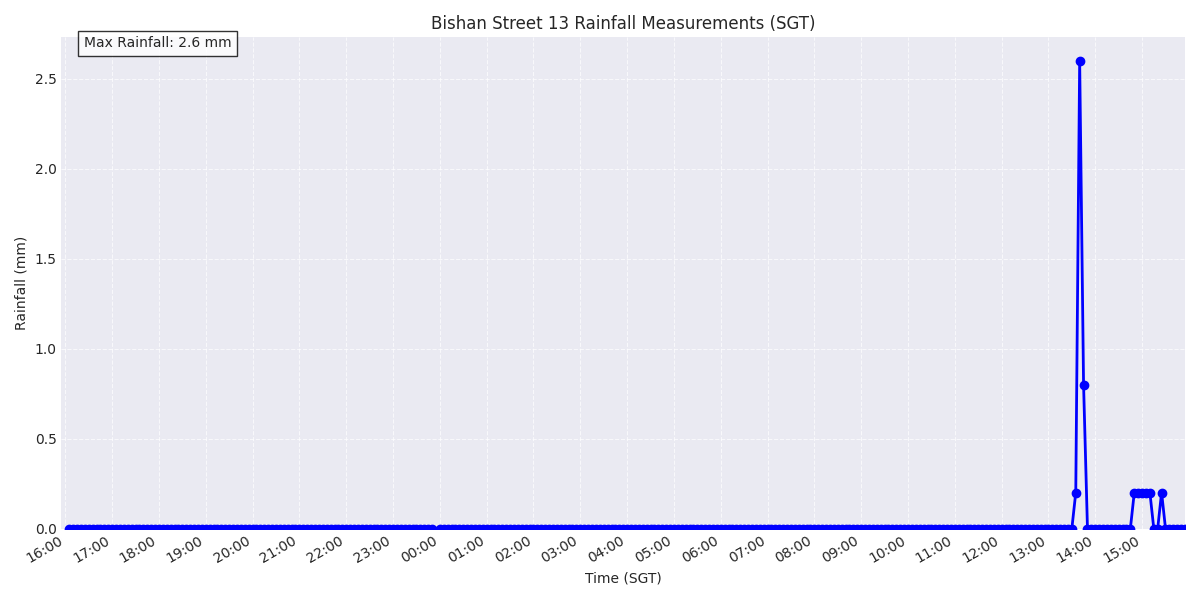 Bishan Street 13 Rainfall Measurements (SGT)
Max Rainfall: 2.6 mm
2.5
2.0
1.5
1.0
0.5
0.0
Rainfall (mm)
16:00 17:00 18:00 19:00 20:00 21:00 22:00 23:00 00:00 01:00 02:00 03:00 04:00 05:00 06:00 07:00 08:00 09:00 10:00 11:00 12:00 13:00 14:00 15:00
Time (SGT)